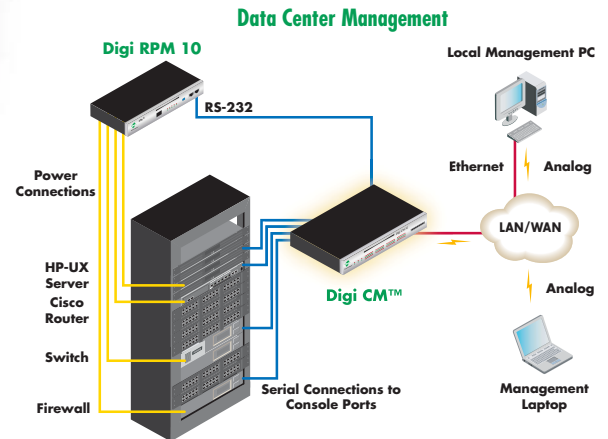 Data Center Management
Digi RPM 10
Local Management PC
RS-232
Power
Connections
Ethernet
Analog
LAN/WAN
HP-UX
Server
Cisco
Router
Digi CM™
Analog
Switch
Serial Connections to
Console Ports
Management
Laptop
Firewall